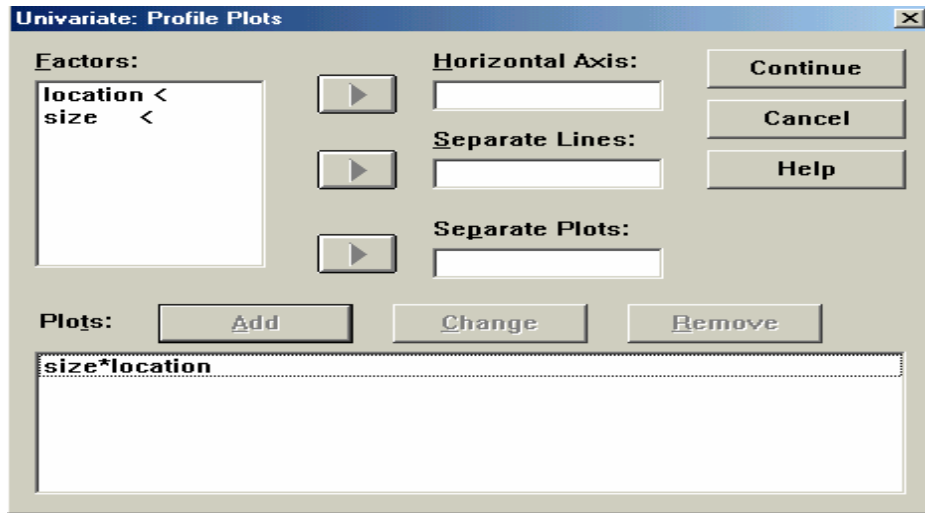 Univariate: Profile Plots
Factors:
location <
size <
Horizontal Axis:
Separate Lines:
Separate Plots:
Continue
Cancel
Help
Plots:
Add
Change
Remove
size*location